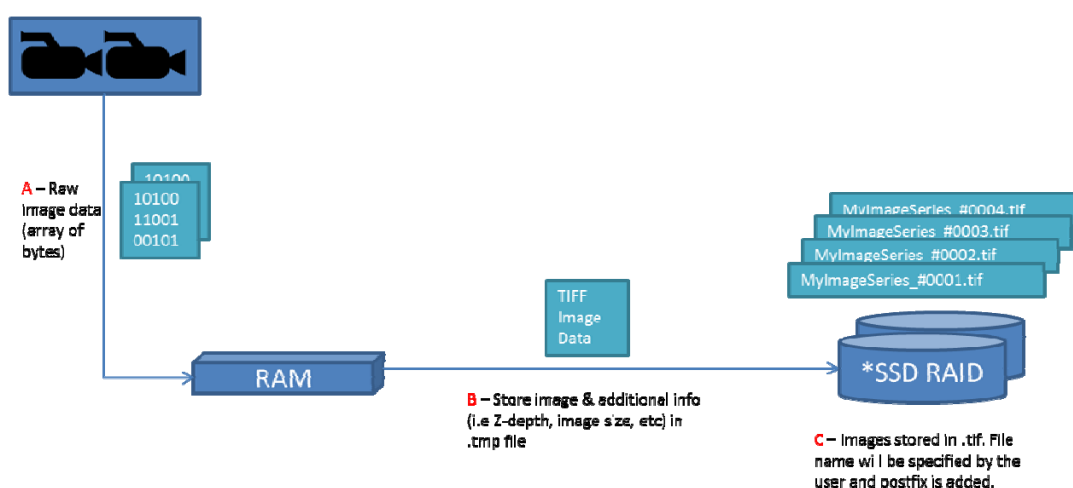 A – Raw
image data
(array of
bytes)
10100
10100
11001
00101
RAM
TIFF
Image
Data
B – Store image & additional info
(i.e Z-depth, image size, etc) in
.tmp file
MyImageSeries_#0004.tif
MyImageSeries_#0003.tif
MyImageSeries_#0002.tif
MyImageSeries_#0001.tif
*SSD RAID
C – Images stored in .tif. File
name wi l be specified by the
user and postfix is added.